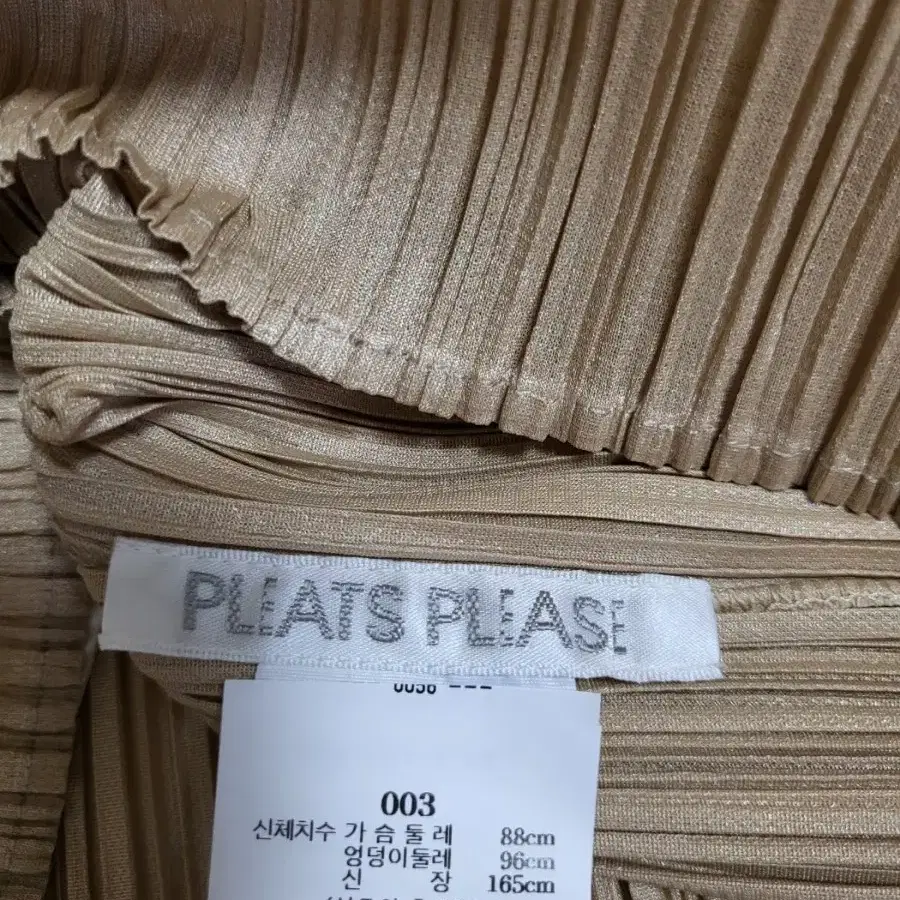 PLEATS PLEASE
003
신체치수 가 슴 둘 레 88cm
엉덩이둘레 96cm
신 장 165cm